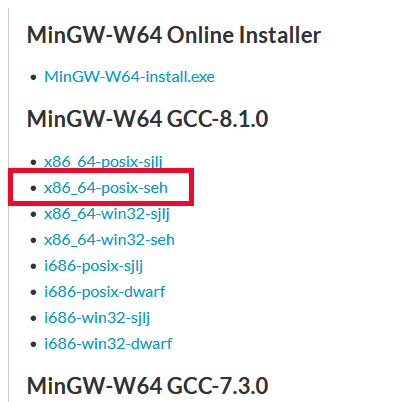 MinGW-W64 Online Installer
MinGW-W64-install.exe
MinGW-W64 GCC-8.1.0
x86_64-posix-sjlj
x86_64-posix-seh
x86_64-win32-sjlj
x86_64-win32-seh
i686-posix-sjlj
i686-posix-dwarf
i686-win32-sjlj
i686-win32-dwarf
MinGW-W64 GCC-7.3.0